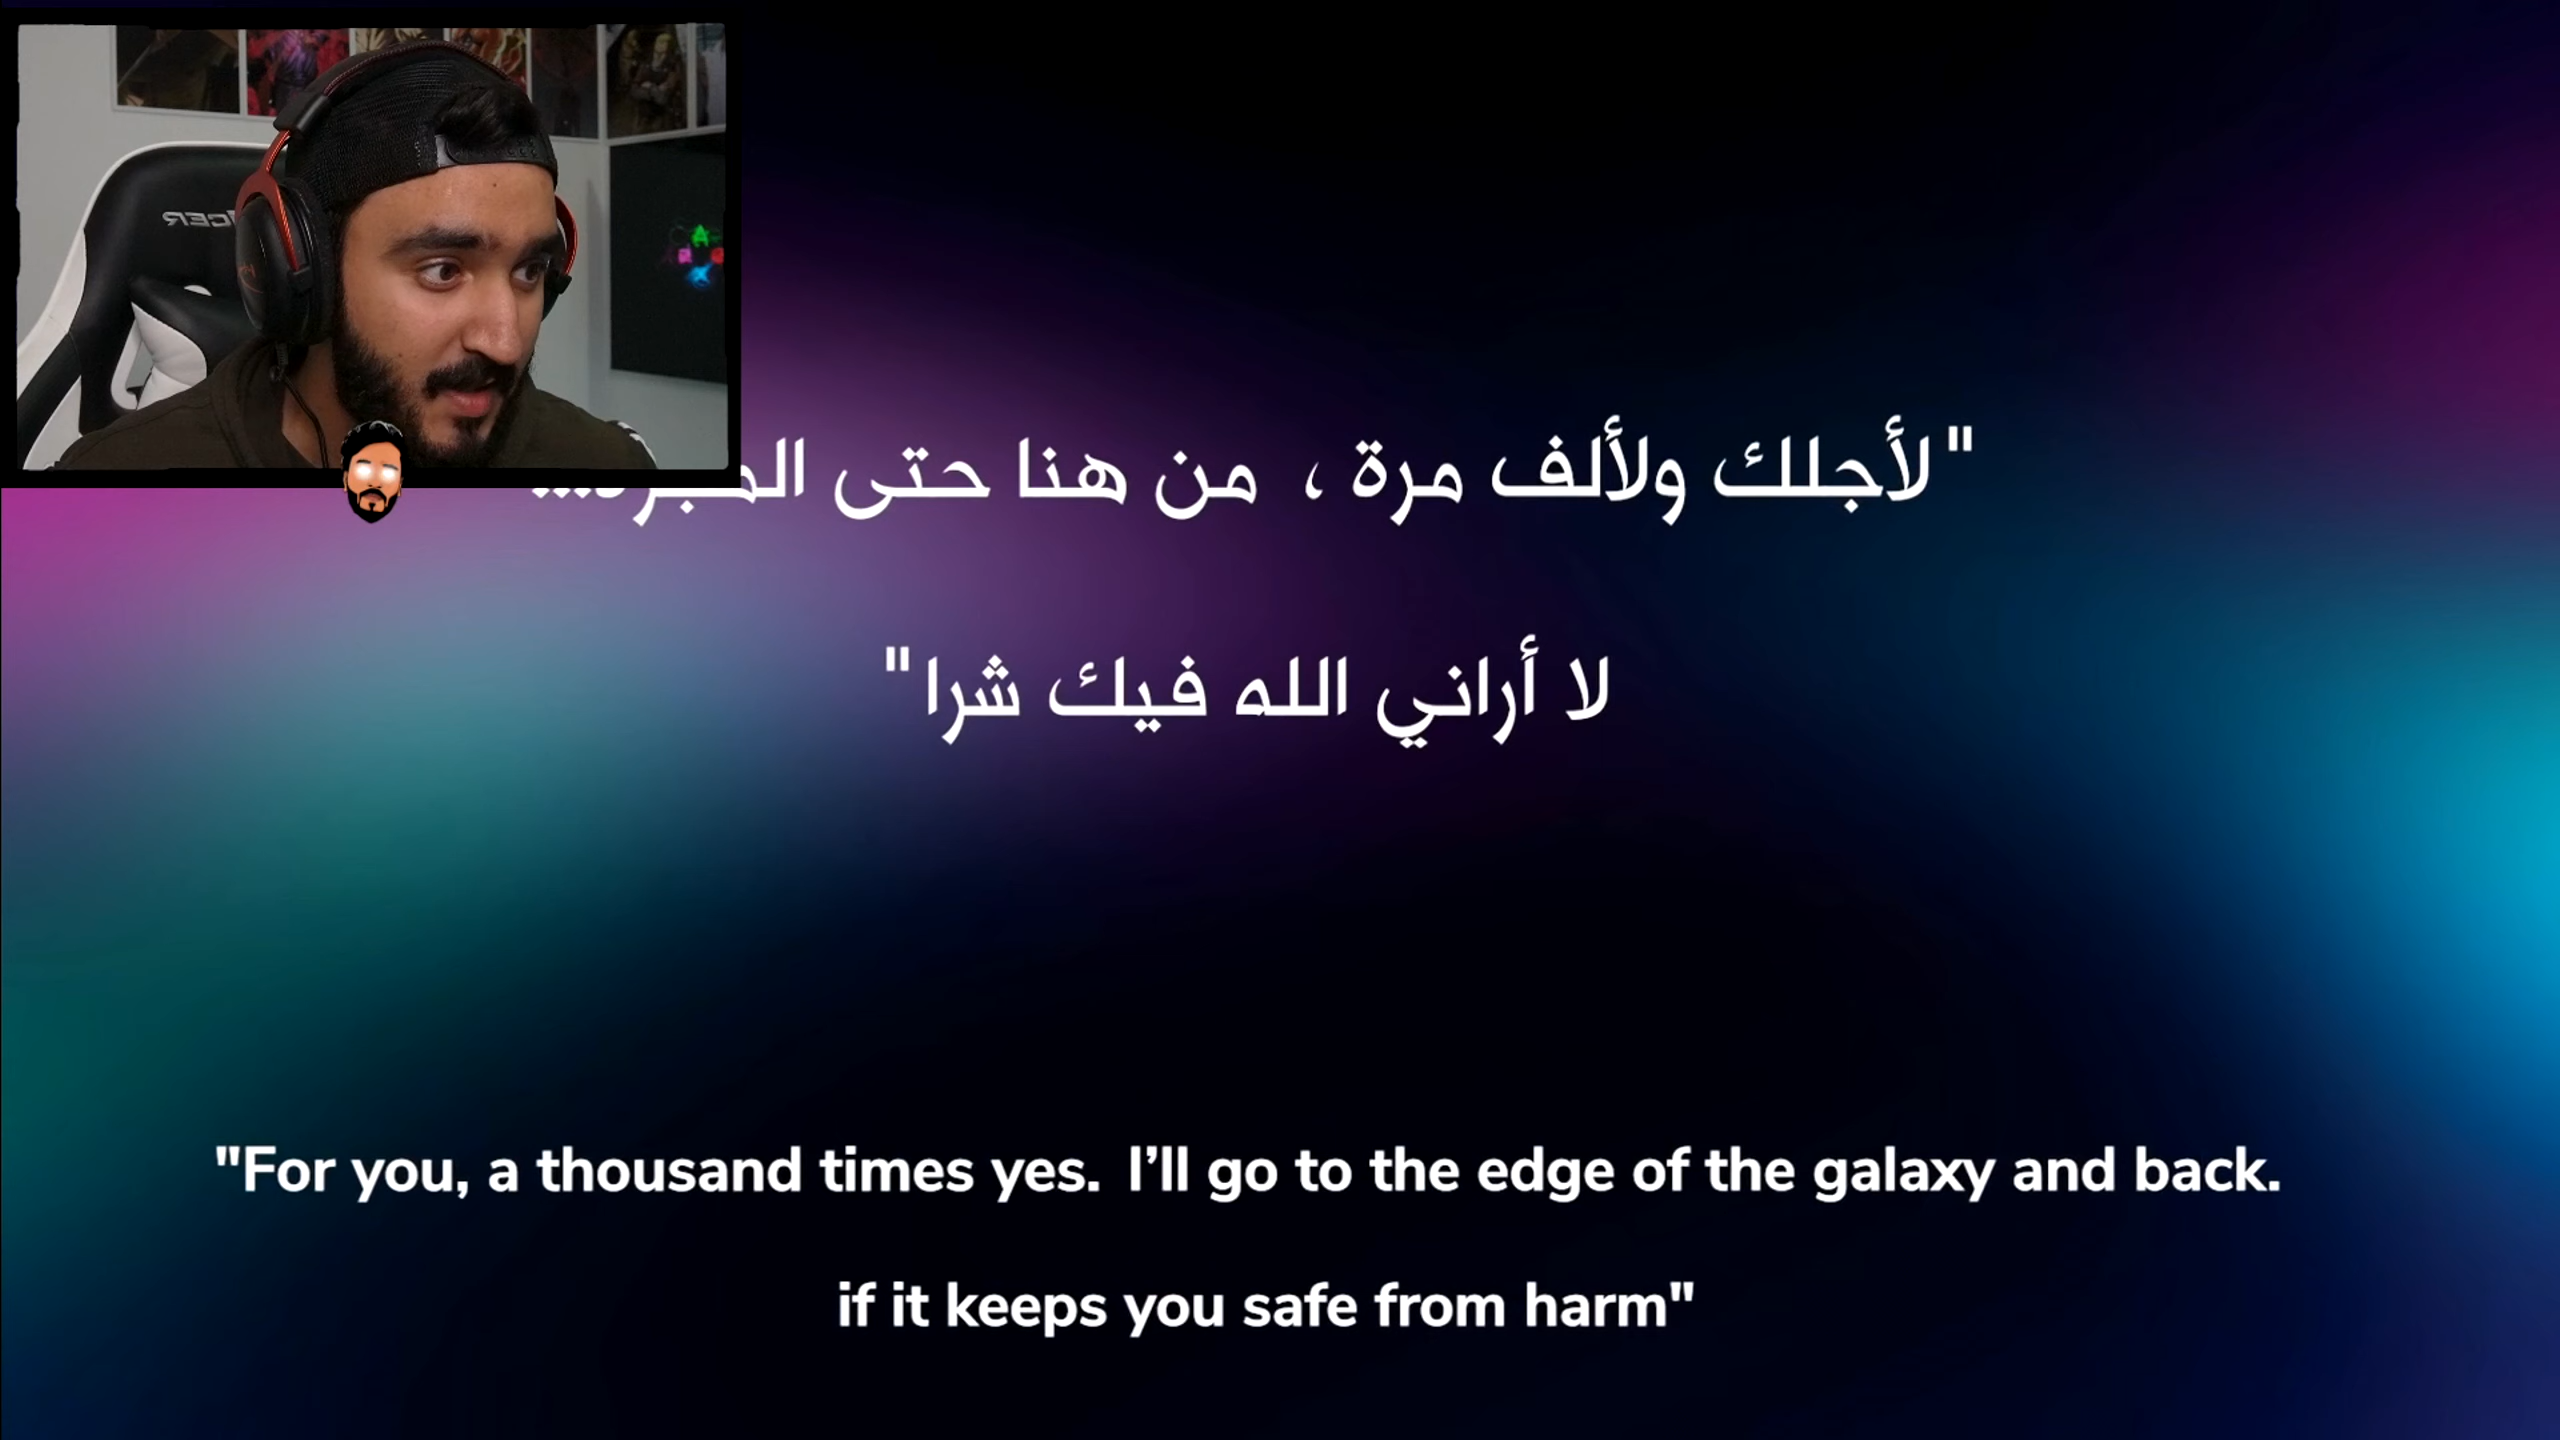 "لأجلك ولألف مرة ، من هنا حتى
لا أراني الله فيك شرا"
"For you, a thousand times yes. I’ll go to the edge of the galaxy and back.
if it keeps you safe from harm"